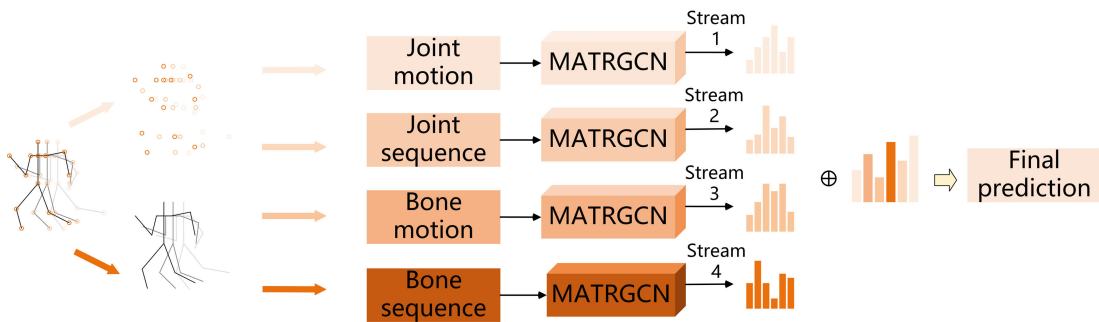 Joint
motion
MATRGCN
Stream
1
Joint
sequence
MATRGCN
Stream
2
Bone
motion
MATRGCN
Stream
3
Bone
sequence
MATRGCN
Stream
4
Final
prediction